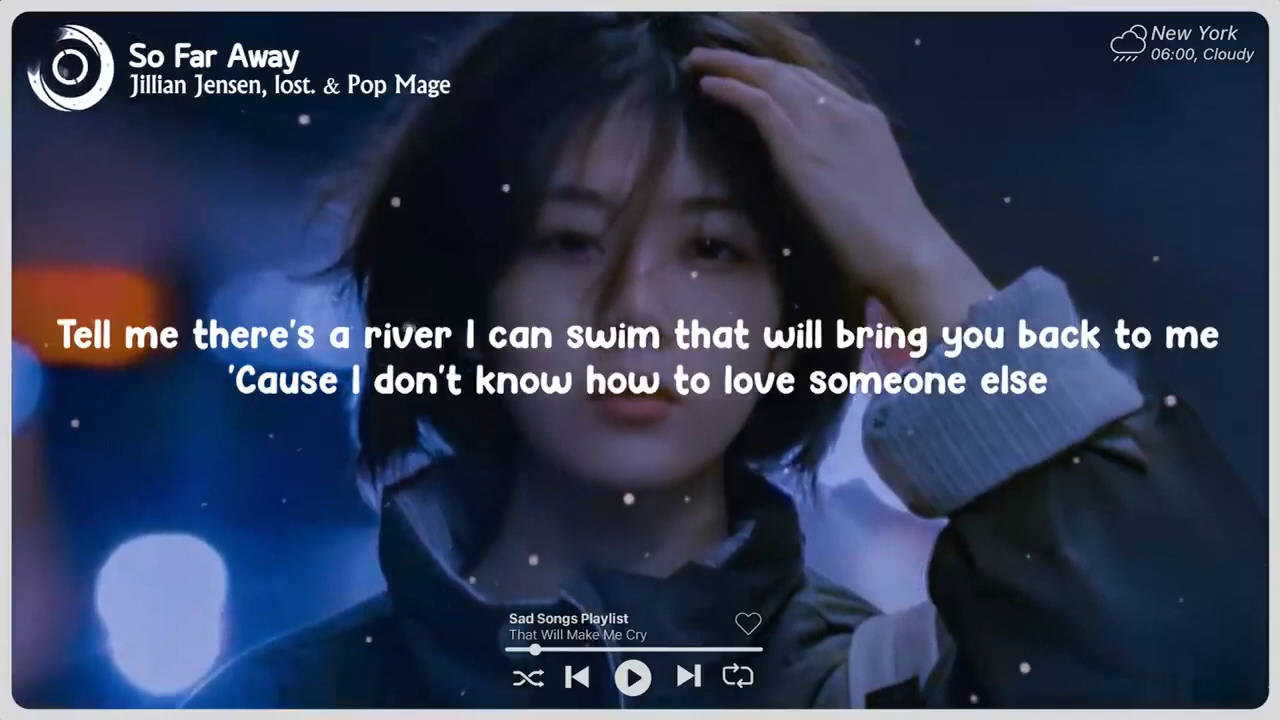 So Far Away
Jillian Jensen, lost. & Pop Mage
New York
06:00, Cloudy
Tell me there's a river I can swim that will bring you back to me
'Cause I don't know how to love someone else
Sad Songs Playlist
That Will Make Me Cry